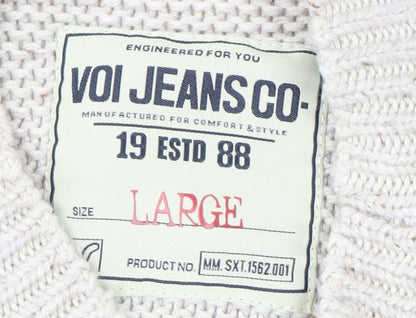 ENGINEERED FOR YOU
VOI JEANS CO-
MANUFACTURED FOR COMFORT & STYLE
19 ESTD 88
SIZE LARGE
PRODUCT NO. MM. SXT.1562.001